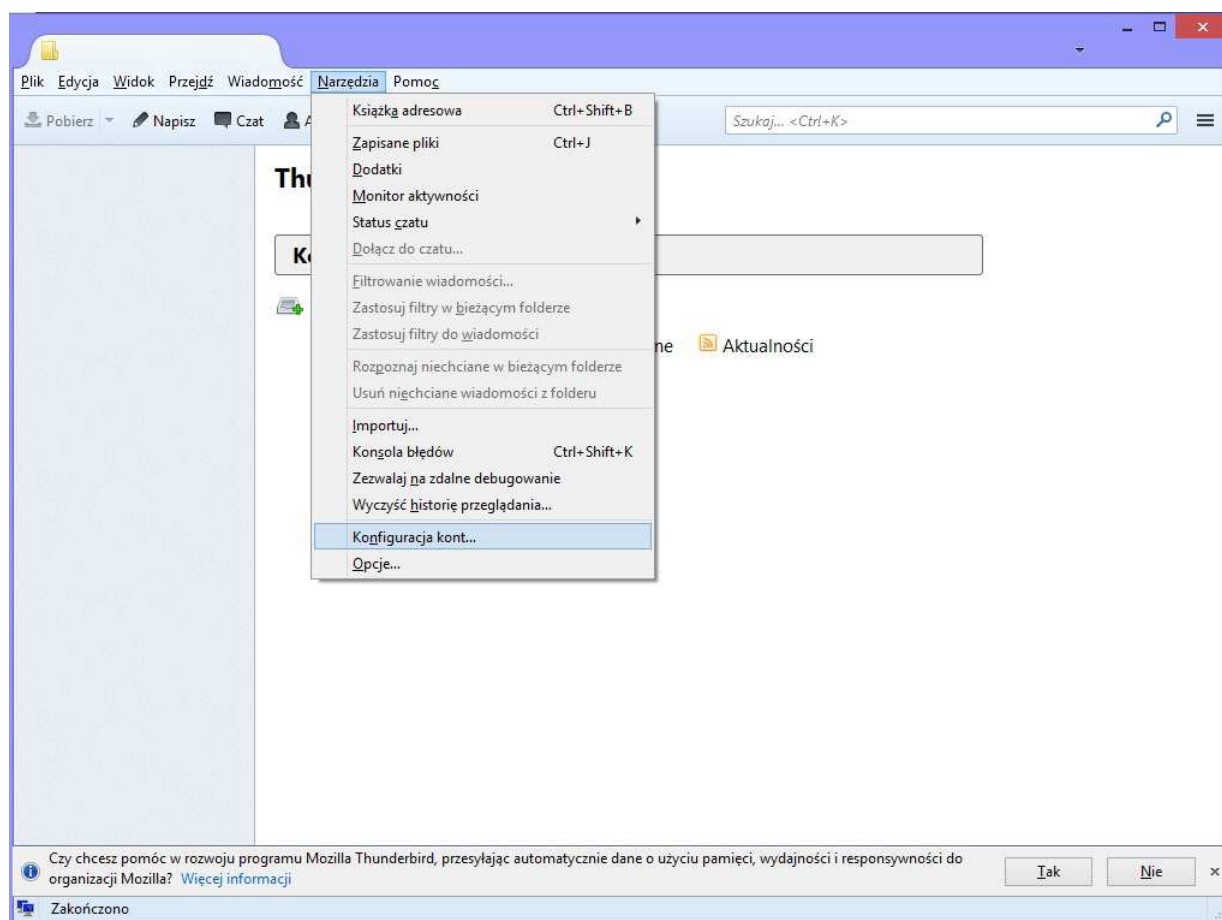 Plik Edycja Widok Przejdź Wiadomość Narzędzia Pomoc
Pobierz Napisz Czat A Szukaj... <Ctrl+K>
Książka adresowa Ctrl+Shift+B
Zapisane pliki Ctrl+J
Dodatki
Monitor aktywności
Status czatu
Dołącz do czatu...
Filtrowanie wiadomości...
Zastosuj filtry w bieżącym folderze
Zastosuj filtry do wiadomości
Rozpoznaj niechciane w bieżącym folderze
Usuń niechciane wiadomości z folderu
Importuj...
Konsola błędów Ctrl+Shift+K
Zezwalaj na zdalne debugowanie
Wyczyść historię przeglądania...
Konfiguracja kont...
Opcje...
Thu
Ko
ne Aktualności
Czy chcesz pomóc w rozwoju programu Mozilla Thunderbird, przesyłając automatycznie dane o użyciu pamięci, wydajności i responsywności do
organizacji Mozilla? Więcej informacji
Tak Nie
Zakończono